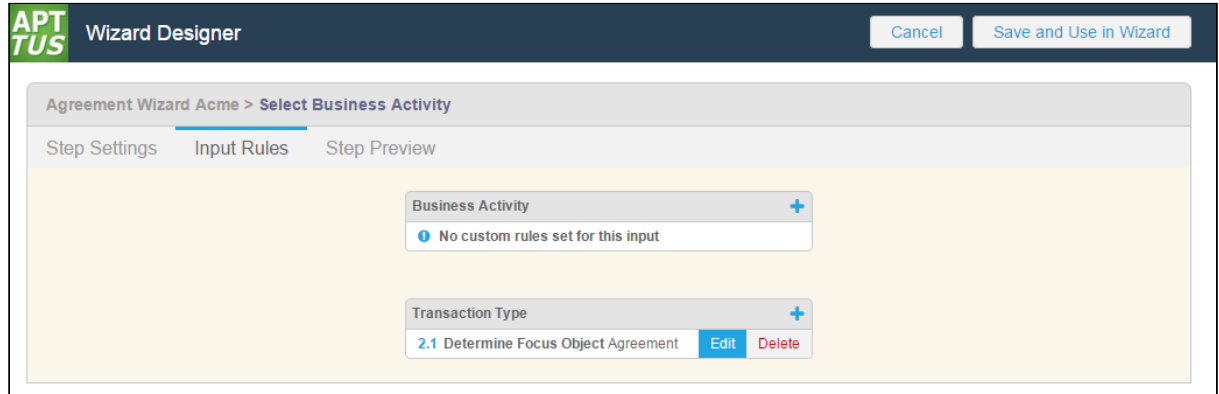 APT
TUS
Wizard Designer
Cancel
Save and Use in Wizard
Agreement Wizard Acme > Select Business Activity
Step Settings Input Rules Step Preview
Business Activity +
No custom rules set for this input
Transaction Type +
2.1 Determine Focus Object Agreement Edit Delete